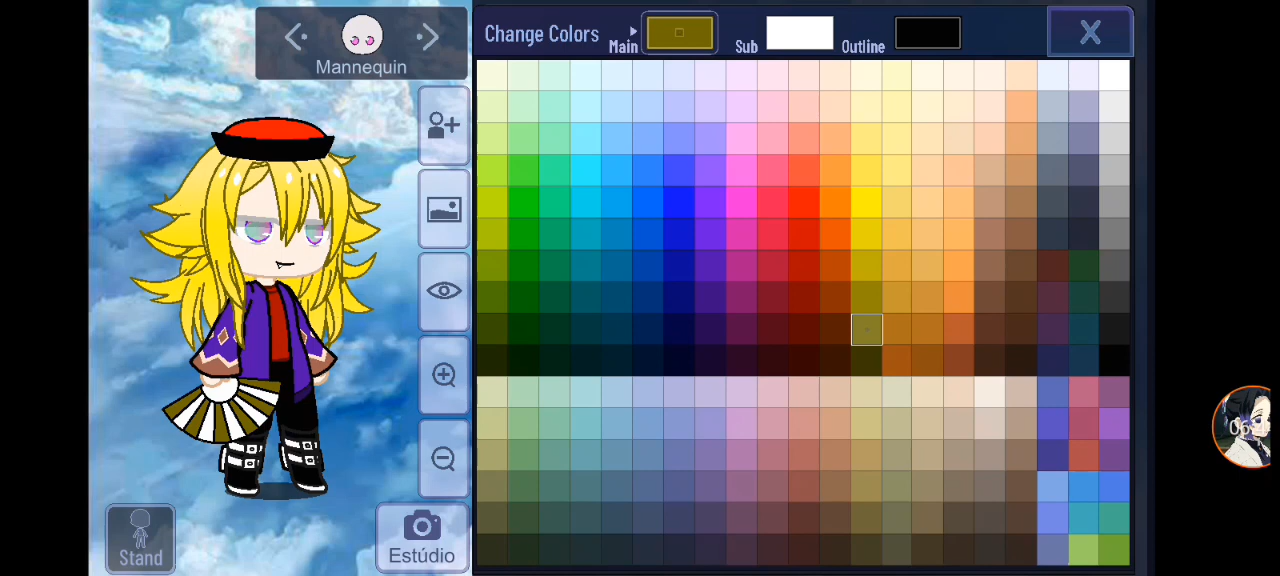 Mannequin
Change Colors
Main
Sub
Outline
X
Stand
Estúdio